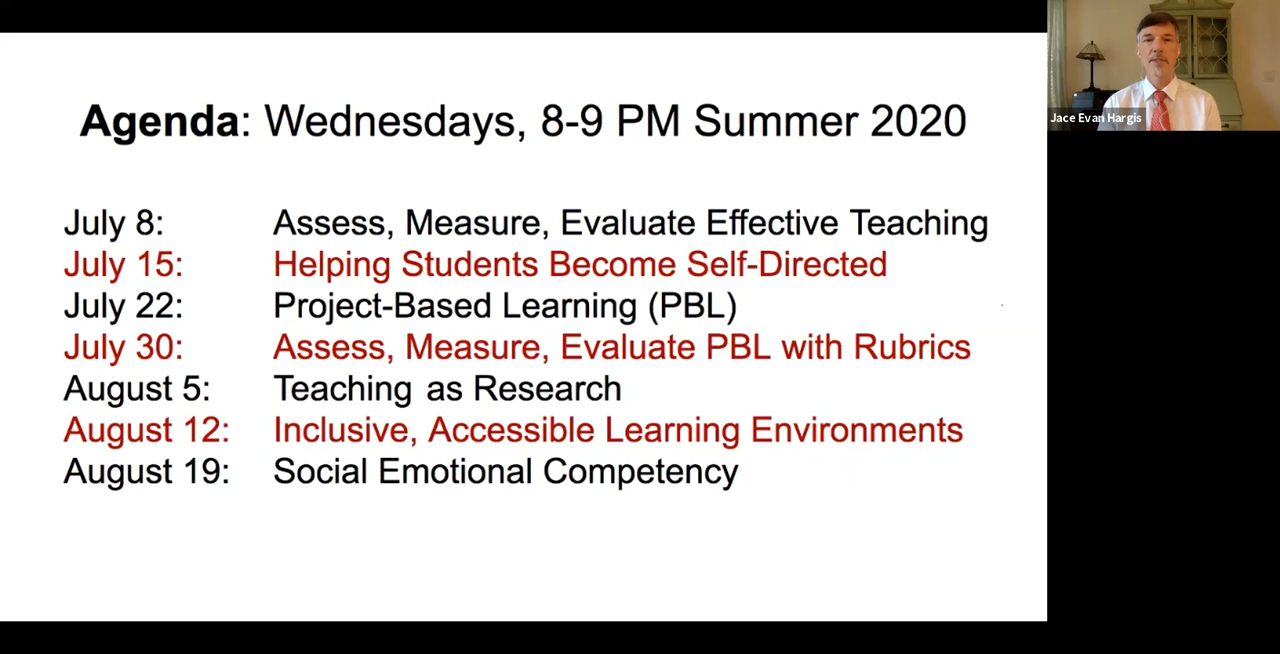 Agenda: Wednesdays, 8-9 PM Summer 2020
July 8: Assess, Measure, Evaluate Effective Teaching
July 15: Helping Students Become Self-Directed
July 22: Project-Based Learning (PBL)
July 30: Assess, Measure, Evaluate PBL with Rubrics
August 5: Teaching as Research
August 12: Inclusive, Accessible Learning Environments
August 19: Social Emotional Competency
Jace Evan Hargis